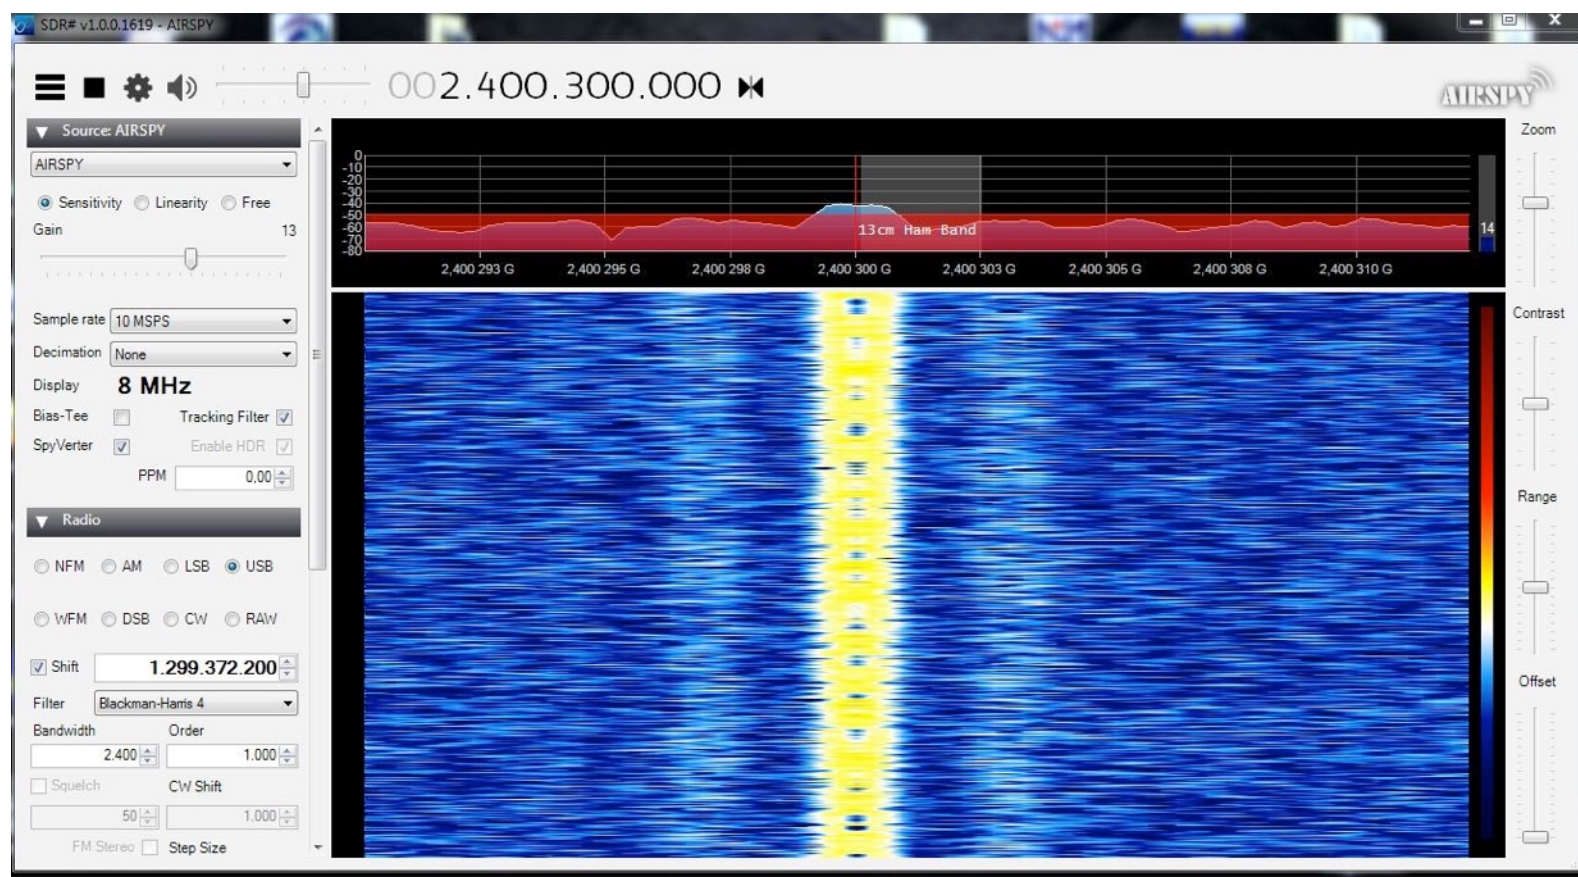 SDR# v1.0.0.1619 - AIRSPY
002.400.300.000
AIRSPY
Source: AIRSPY
AIRSPY
Sensitivity Linearity Free
Gain 13
Sample rate 10 MSPS
Decimation None
Display 8 MHz
Bias-Tee Tracking Filter
SpyVerter Enable HDR
PPM 0,00
Radio
NFM AM LSB USB
WFM DSB CW RAW
Shift 1.299.372.200
Filter Blackman-Harris 4
Bandwidth Order
2.400 1.000
Squelch CW Shift
50 1.000
FM Stereo Step Size
0
-10
-20
-30
-40
-50
-60
-70
-80
13cm Ham Band
14
2,400 293 G 2,400 295 G 2,400 298 G 2,400 300 G 2,400 303 G 2,400 305 G 2,400 308 G 2,400 310 G
Zoom
Contrast
Range
Offset